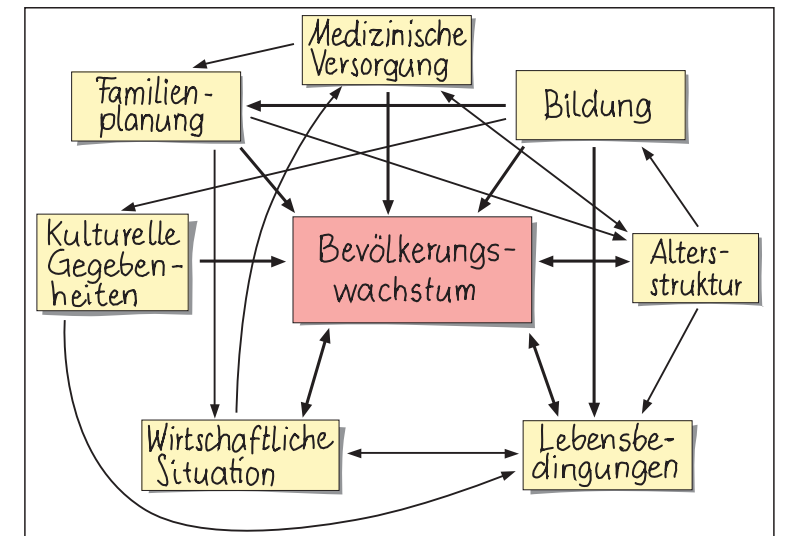 Medizinische
Versorgung
Familien-
planung
Bildung
Kulturelle
Gegeben-
heiten
Bevölkerungs-
wachstum
Alters-
struktur
Wirtschaftliche
Situation
Lebensbe-
dingungen